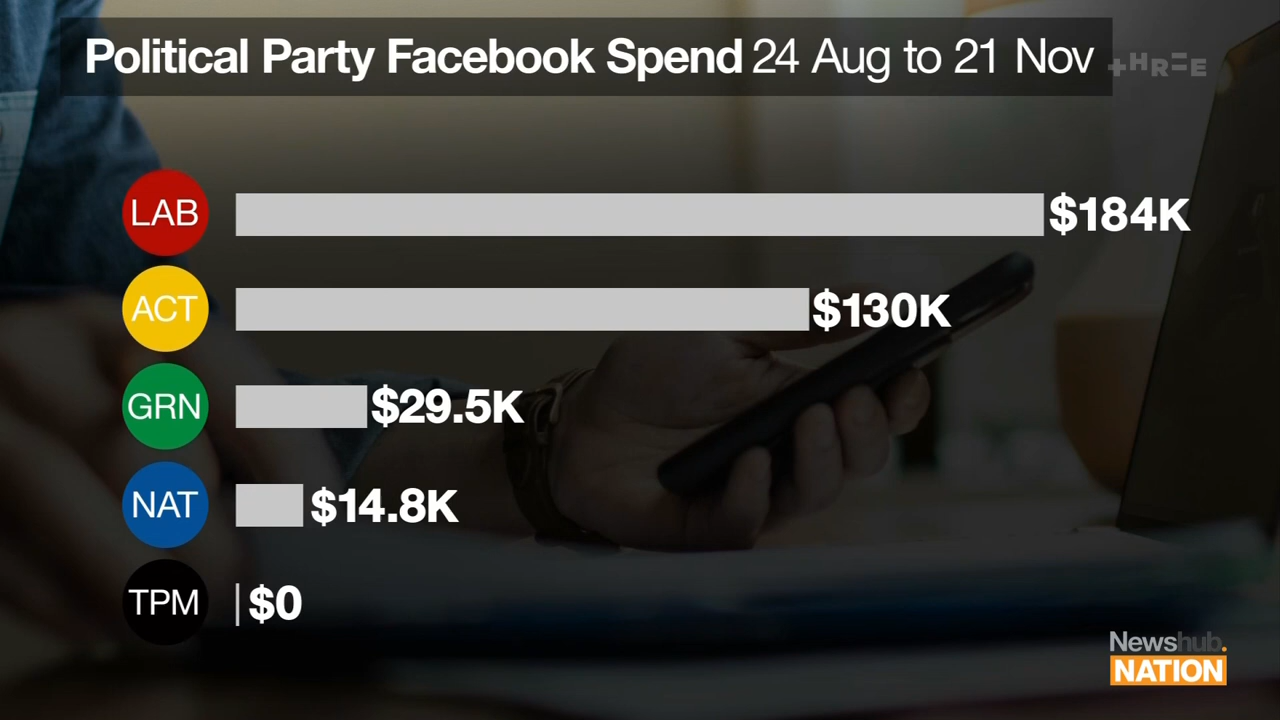 Political Party Facebook Spend 24 Aug to 21 Nov
+HR=E
LAB $184K
ACT $130K
GRN $29.5K
NAT $14.8K
TPM $0
Newshub.
NATION